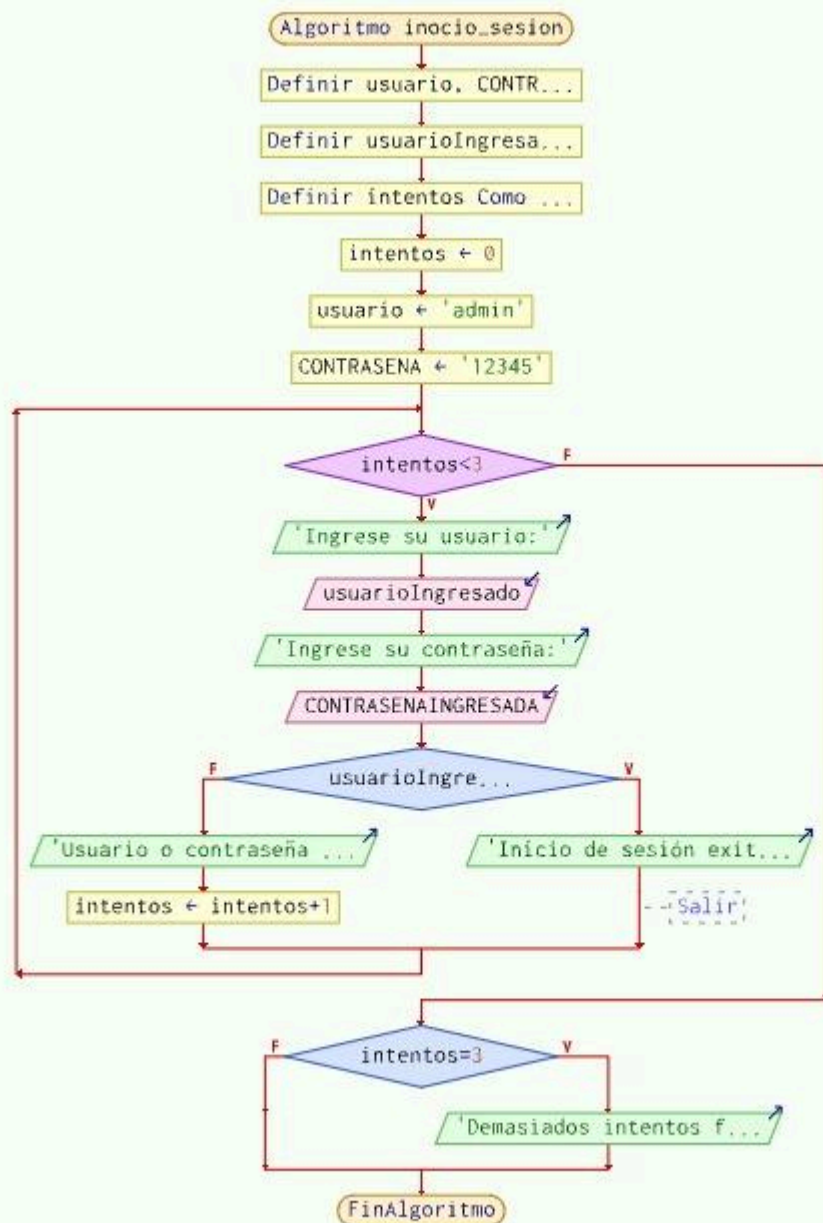 Algoritmo inocio_sesion
Definir usuario, CONTR...
Definir usuarioIngresa...
Definir intentos Como ...
intentos ← 0
usuario ← 'admin'
CONTRASENA ← '12345'
intentos<3
F
V
'Ingrese su usuario:'
usuarioIngresado
'Ingrese su contraseña:'
CONTRASENAINGRESADA
F
usuarioIngre...
V
'Usuario o contraseña ...
'Inicio de sesión exit...
intentos ← intentos+1
Salir
F
intentos=3
V
'Demasiados intentos f...
FinAlgoritmo